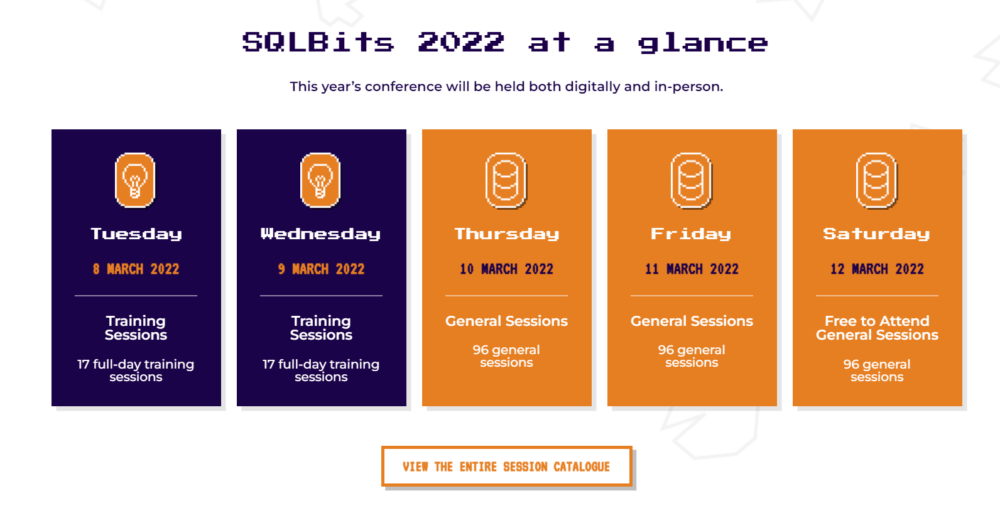 SQLBits 2022 at a glance
This year's conference will be held both digitally and in-person.
Tuesday
8 MARCH 2022
Training
Sessions
17 full-day training
sessions
Wednesday
9 MARCH 2022
Training
Sessions
17 full-day training
sessions
Thursday
10 MARCH 2022
General Sessions
96 general
sessions
Friday
11 MARCH 2022
General Sessions
96 general
sessions
Saturday
12 MARCH 2022
Free to Attend
General Sessions
96 general
sessions
VIEW THE ENTIRE SESSION CATALOGUE